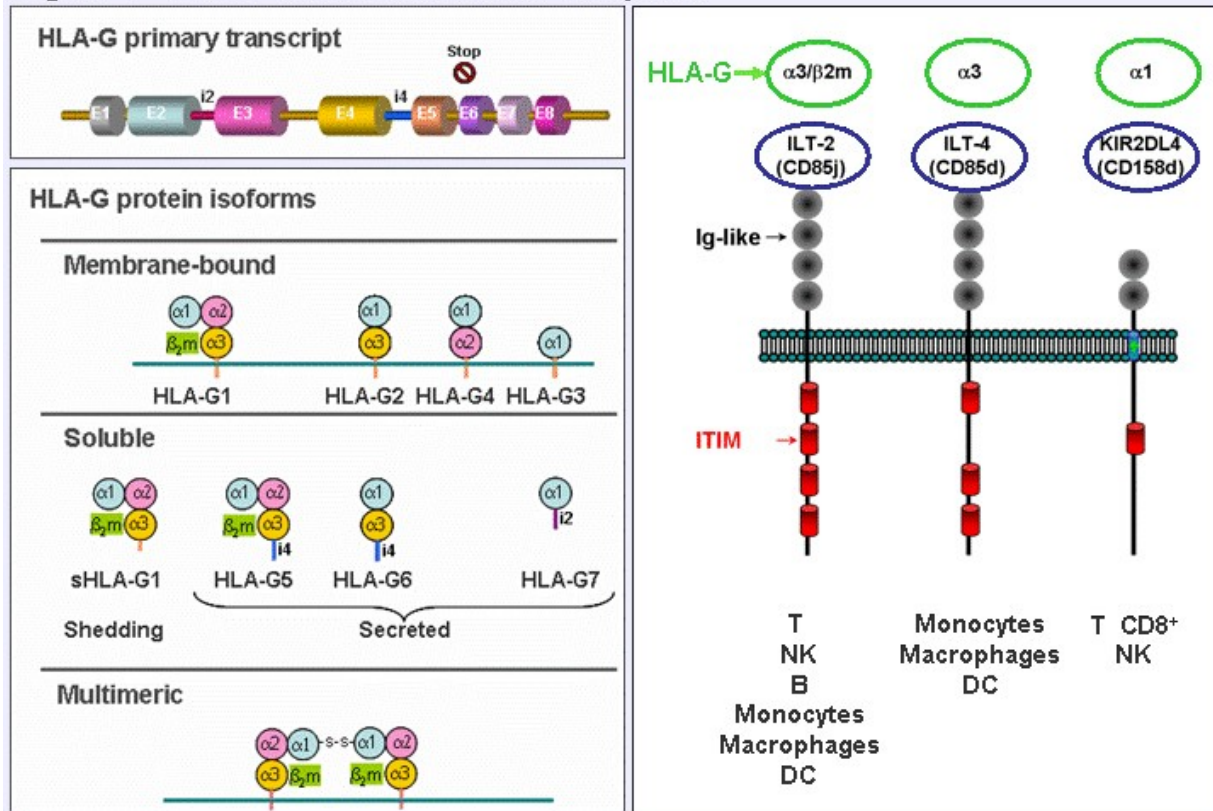 HLA-G primary transcript
Stop
E1 E2 i2 E3 E4 i4 E5 E6 E7 E8
HLA-G protein isoforms
Membrane-bound
α1 α2 α1 α1
β₂m α3 α3 α2 α1
HLA-G1 HLA-G2 HLA-G4 HLA-G3
Soluble
α1 α2 α1 α2 α1 α1
β₂m α3 β₂m α3 α3 i2
i4 i4
sHLA-G1 HLA-G5 HLA-G6 HLA-G7
Shedding Secreted
Multimeric
α2 α1 -s-s- α1 α2
α3 β₂m β₂m α3
HLA-G α3/β2m α3 α1
ILT-2 ILT-4 KIR2DL4
(CD85j) (CD85d) (CD158d)
Ig-like
+
ITIM
T Monocytes T CD8⁺
NK Macrophages NK
B DC
Monocytes
Macrophages
DC